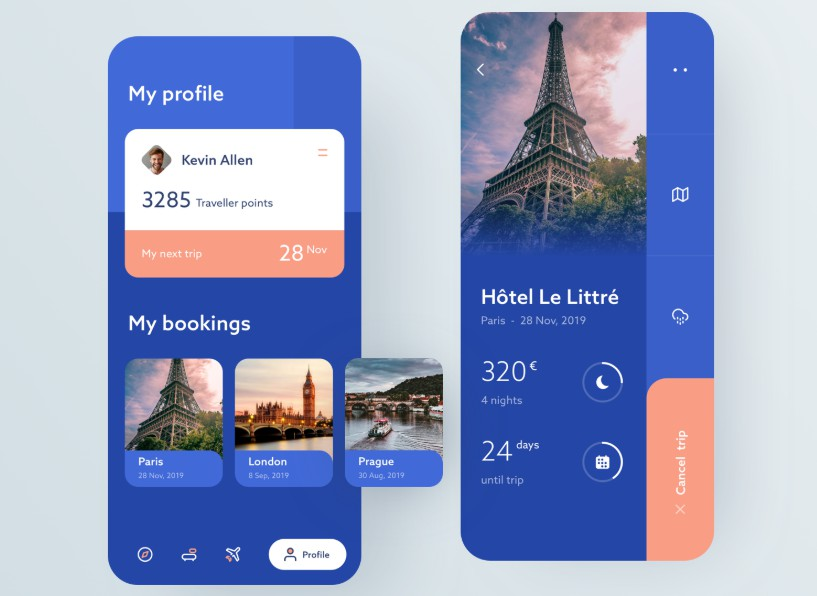 My profile
Kevin Allen
3285 Traveller points
My next trip
28 Nov
My bookings
Paris
28 Nov, 2019
London
8 Sep, 2019
Prague
30 Aug, 2019
Profile
Hôtel Le Littré
Paris - 28 Nov, 2019
320 €
4 nights
24 days
until trip
Cancel trip